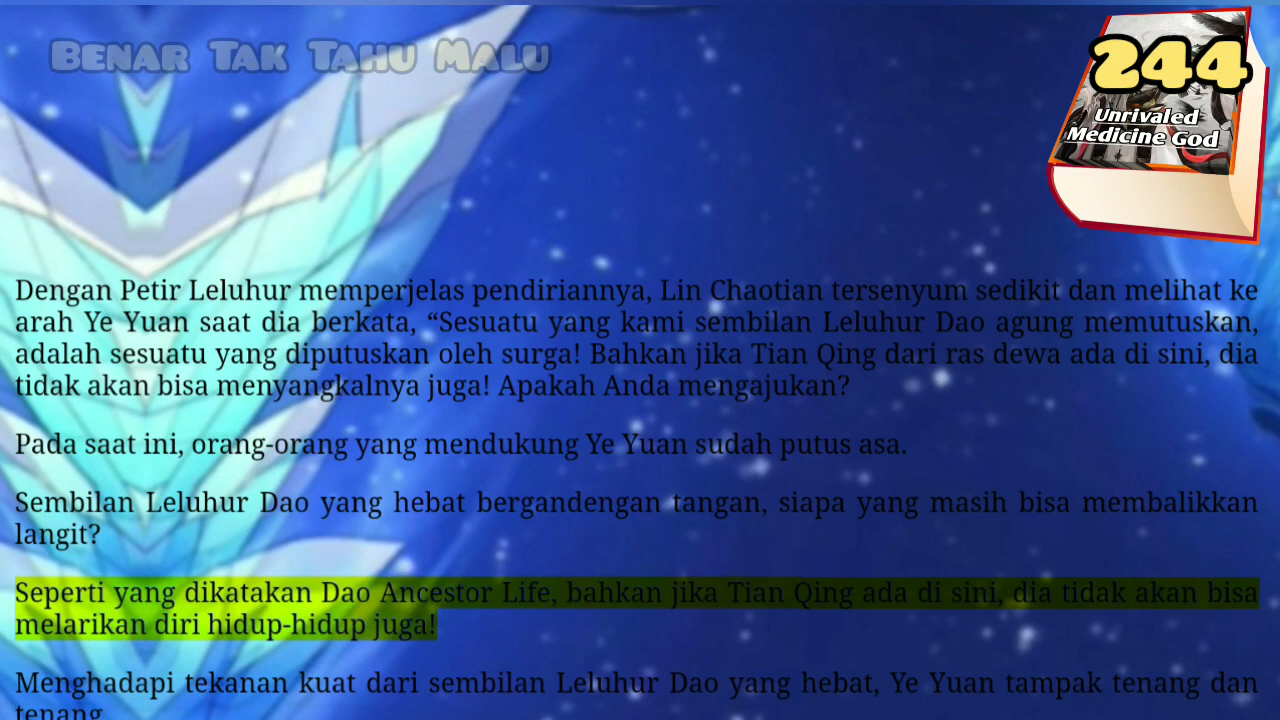 Benar Tak Tahu Malu
244
Unrivaled
Medicine God
Dengan Petir Leluhur memperjelas pendiriannya, Lin Chaotian tersenyum sedikit dan melihat ke
arah Ye Yuan saat dia berkata, “Sesuatu yang kami sembilan Leluhur Dao agung memutuskan,
adalah sesuatu yang diputuskan oleh surga! Bahkan jika Tian Qing dari ras dewa ada di sini, dia
tidak akan bisa menyangkalnya juga! Apakah Anda mengajukan?
Pada saat ini, orang-orang yang mendukung Ye Yuan sudah putus asa.
Sembilan Leluhur Dao yang hebat bergandengan tangan, siapa yang masih bisa membalikkan
langit?
Seperti yang dikatakan Dao Ancestor Life, bahkan jika Tian Qing ada di sini, dia tidak akan bisa
melarikan diri hidup-hidup juga!
Menghadapi tekanan kuat dari sembilan Leluhur Dao yang hebat, Ye Yuan tampak tenang dan
tenang.